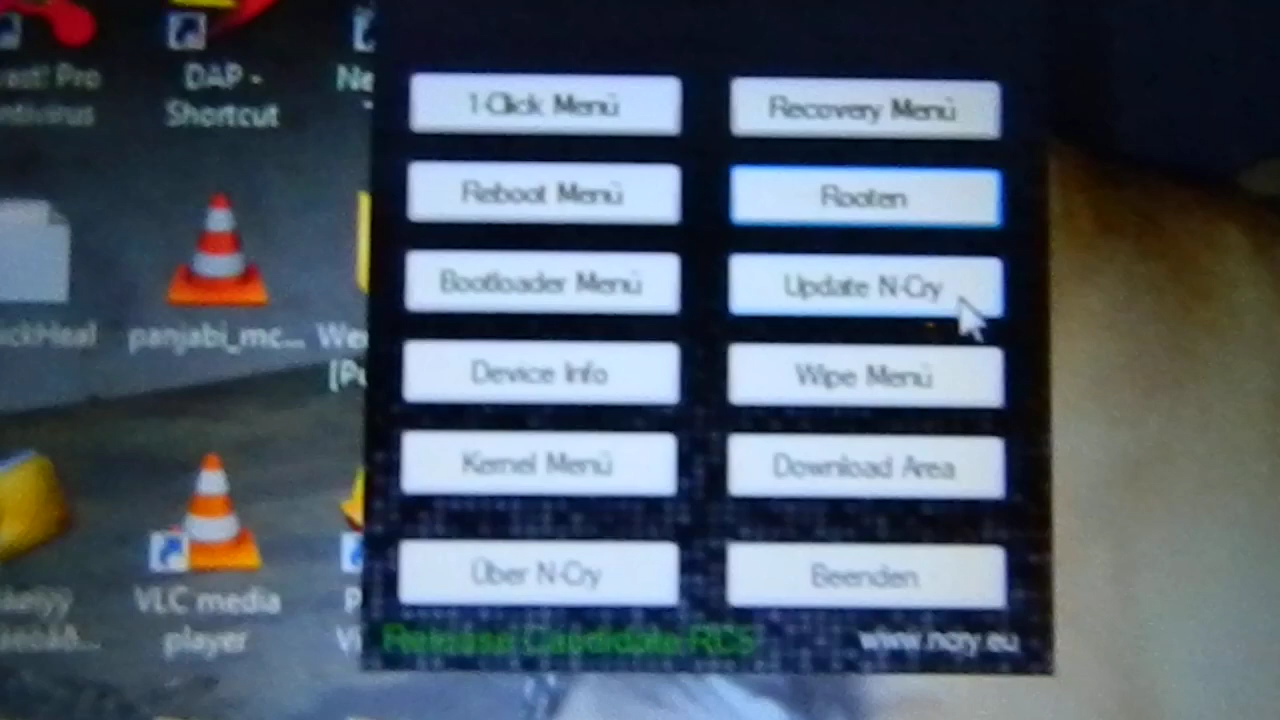 DAP -
Shortcut
panjabi_mc...
VLC media
player
1-Click Menü
Recovery Menü
Reboot Menü
Rooten
Bootloader Menü
Update N-Cry
Device Info
Wipe Menü
Kernel Menü
Download Area
Über N-Cry
Beenden
Release Candidate RC5
www.ncry.eu